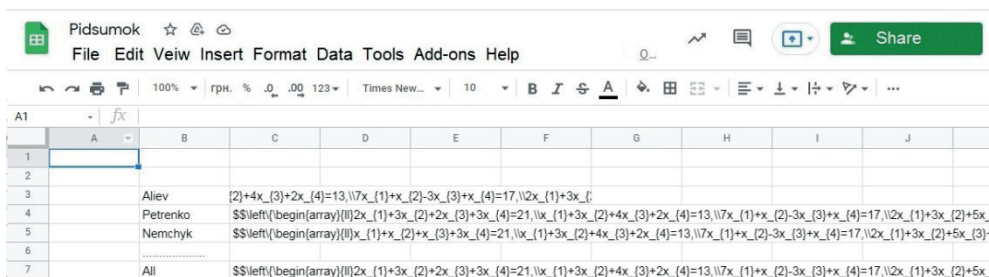 Pidsumok
File Edit Veiw Insert Format Data Tools Add-ons Help
Share
100% грн. % .0 .00 123 Times New... 10 B I S A
A1 fx
A B C D E F G H I J
1
2
3 Aliev {2}+4x_{3}+2x_{4}=13,\\7x_{1}+x_{2}-3x_{3}+x_{4}=17,\\2x_{1}+3x_{
4 Petrenko $$\left\{\begin{array}{ll}2x_{1}+3x_{2}+2x_{3}+3x_{4}=21,\\x_{1}+3x_{2}+4x_{3}+2x_{4}=13,\\7x_{1}+x_{2}-3x_{3}+x_{4}=17,\\2x_{1}+3x_{2}+5x_
5 Nemchyk $$\left\{\begin{array}{ll}x_{1}+x_{2}+x_{3}+3x_{4}=21,\\x_{1}+3x_{2}+4x_{3}+2x_{4}=13,\\7x_{1}+x_{2}-3x_{3}+x_{4}=17,\\2x_{1}+3x_{2}+5x_{3}-
6 ...................
7 All $$\left\{\begin{array}{ll}2x_{1}+3x_{2}+2x_{3}+3x_{4}=21,\\x_{1}+3x_{2}+4x_{3}+2x_{4}=13,\\7x_{1}+x_{2}-3x_{3}+x_{4}=17,\\2x_{1}+3x_{2}+5x_